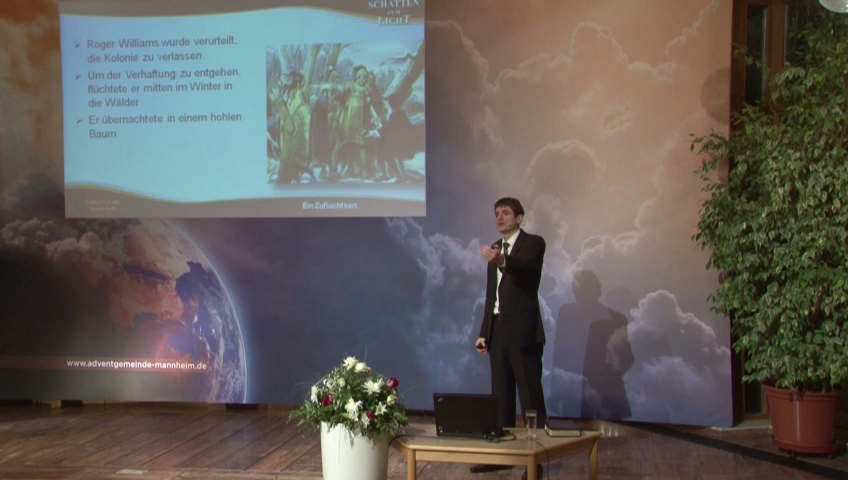 SCHATTEN
ZUM
LICHT
➢ Roger Williams wurde verurteilt,
die Kolonie zu verlassen
➢ Um der Verhaftung zu entgehen,
flüchtete er mitten im Winter in
die Wälder
➢ Er übernachtete in einem hohlen
Baum
Ein Zufluchtsort
www.adventgemeinde-mannheim.de